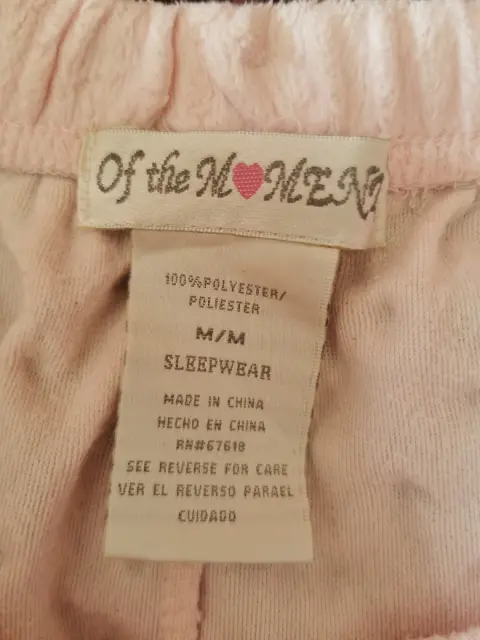 Of the M♥MENT
100%POLYESTER/
POLIESTER
M/M
SLEEPWEAR
MADE IN CHINA
HECHO EN CHINA
RN#67618
SEE REVERSE FOR CARE
VER EL REVERSO PARAEL
CUIDADO